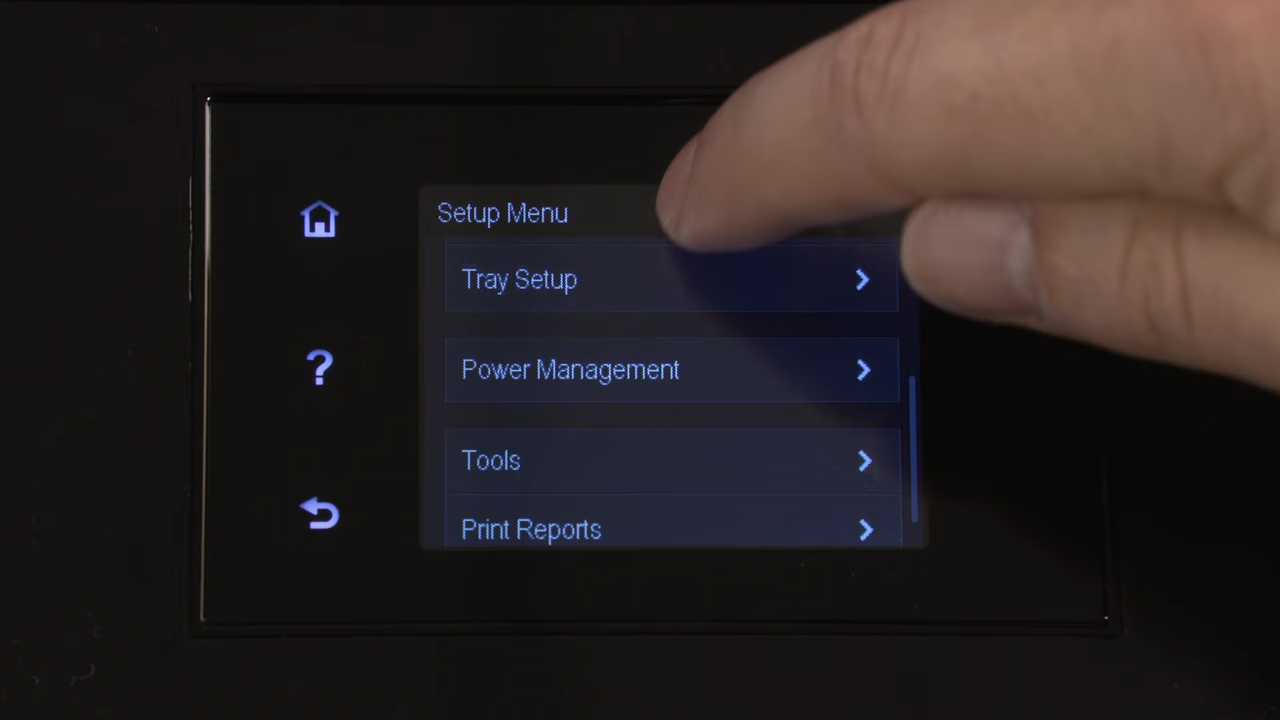 Setup Menu
Tray Setup
?
Power Management
Tools
Print Reports